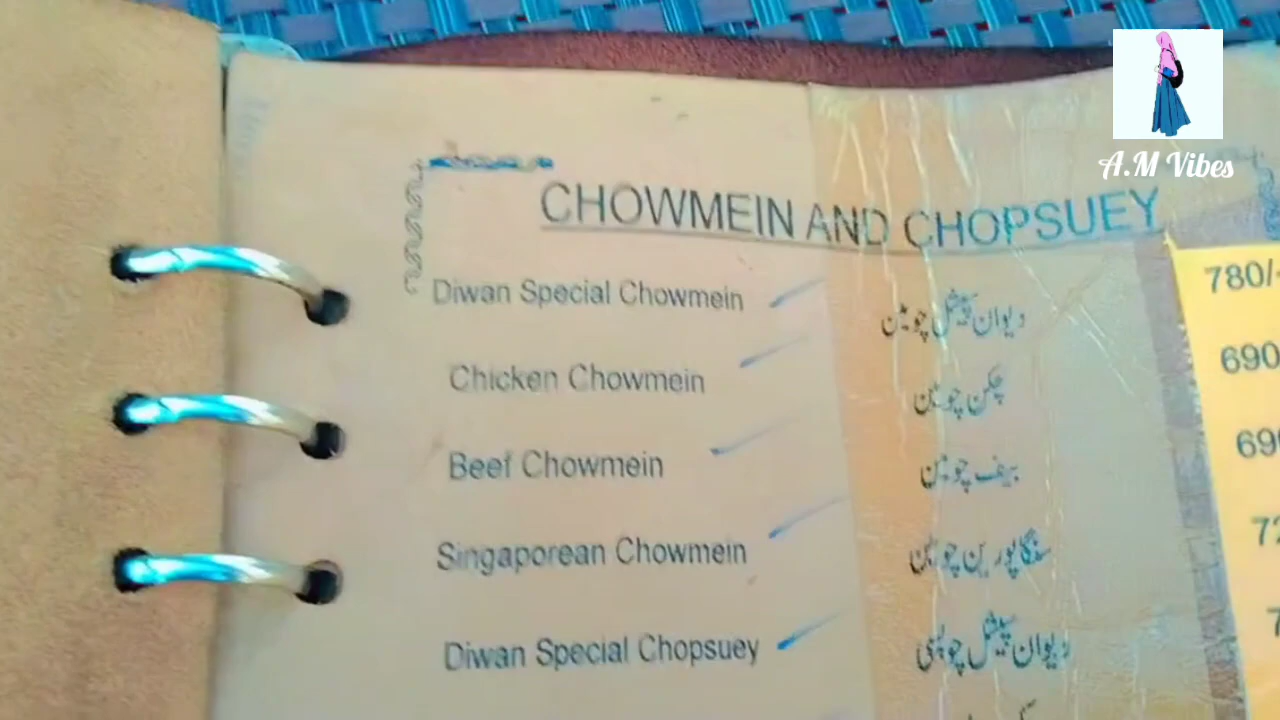 A.M Vibes
CHOWMEIN AND CHOPSUEY
Diwan Special Chowmein دیوان سپیشل چومین 780/-
Chicken Chowmein چکن چومین 690
Beef Chowmein بیف چومین
Singaporean Chowmein سنگاپورین چومین
Diwan Special Chopsuey دیوان سپیشل چوپسی